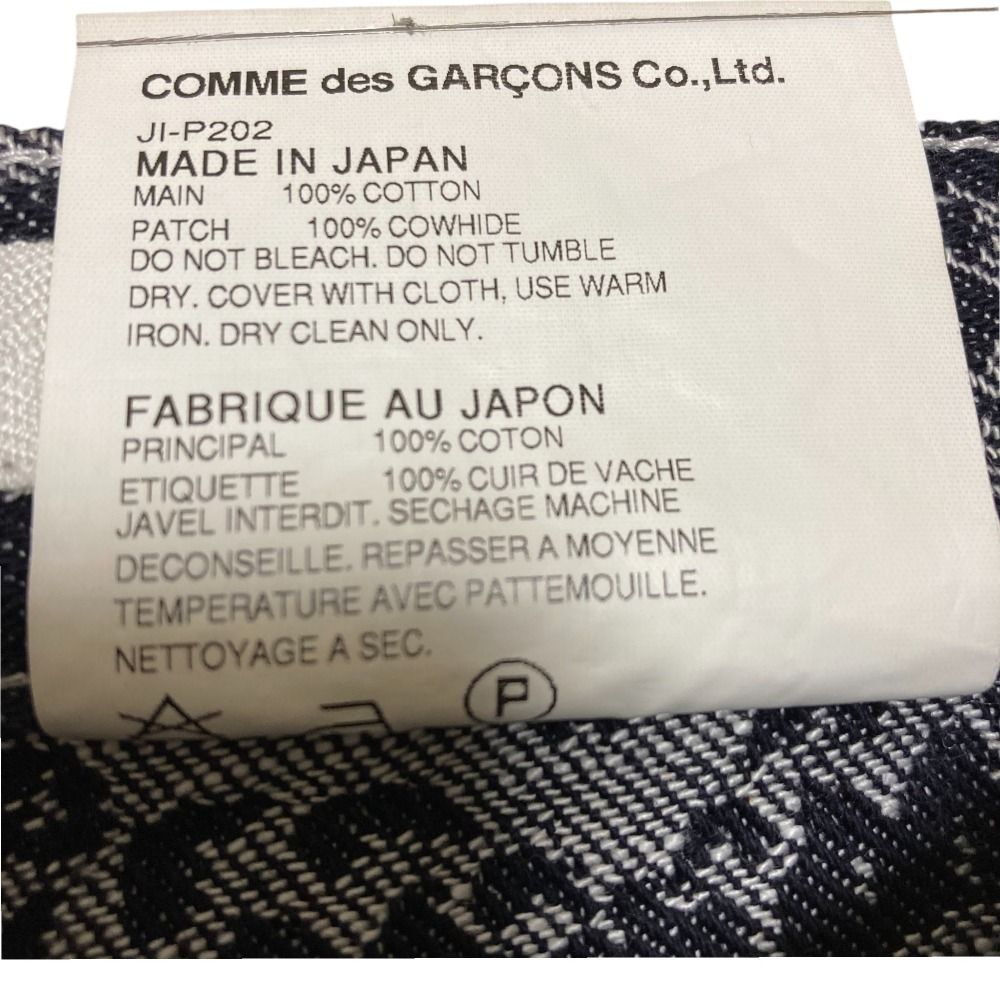 COMME des GARÇONS Co.,Ltd.
JI-P202
MADE IN JAPAN
MAIN 100% COTTON
PATCH 100% COWHIDE
DO NOT BLEACH. DO NOT TUMBLE
DRY. COVER WITH CLOTH, USE WARM
IRON. DRY CLEAN ONLY.
FABRIQUE AU JAPON
PRINCIPAL 100% COTON
ETIQUETTE 100% CUIR DE VACHE
JAVEL INTERDIT. SECHAGE MACHINE
DECONSEILLE. REPASSER A MOYENNE
TEMPERATURE AVEC PATTEMOUILLE.
NETTOYAGE A SEC.
P